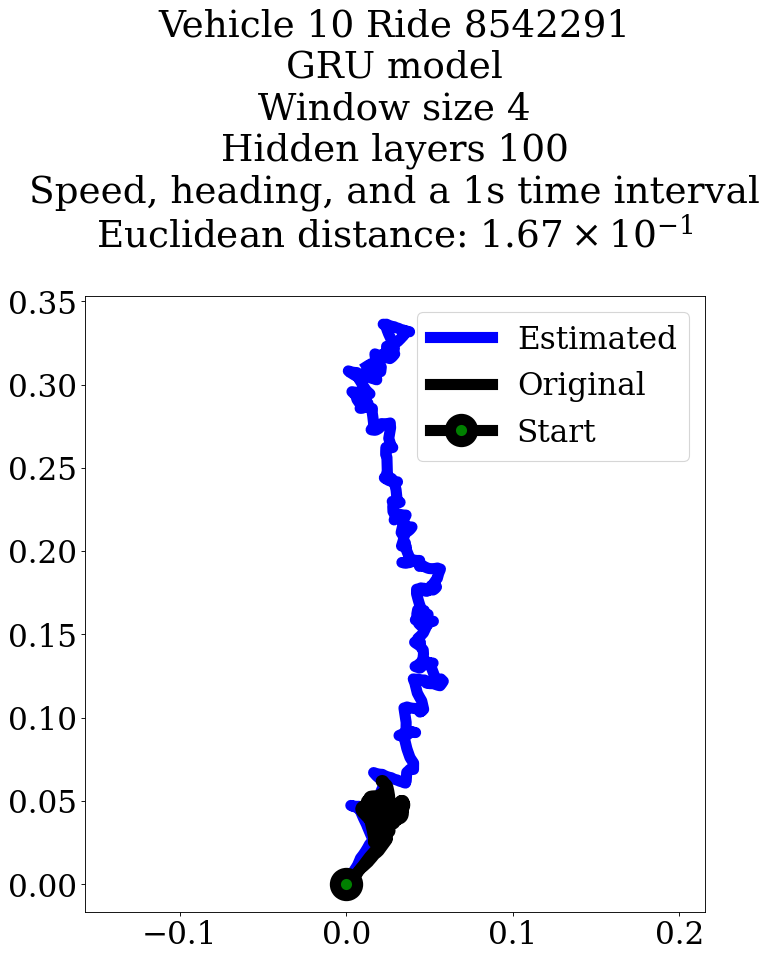 Vehicle 10 Ride 8542291
GRU model
Window size 4
Hidden layers 100
Speed, heading, and a 1s time interval
Euclidean distance: 1.67 × 10⁻¹
0.35
0.30
0.25
0.20
0.15
0.10
0.05
0.00
Estimated
Original
Start
−0.1
0.0
0.1
0.2